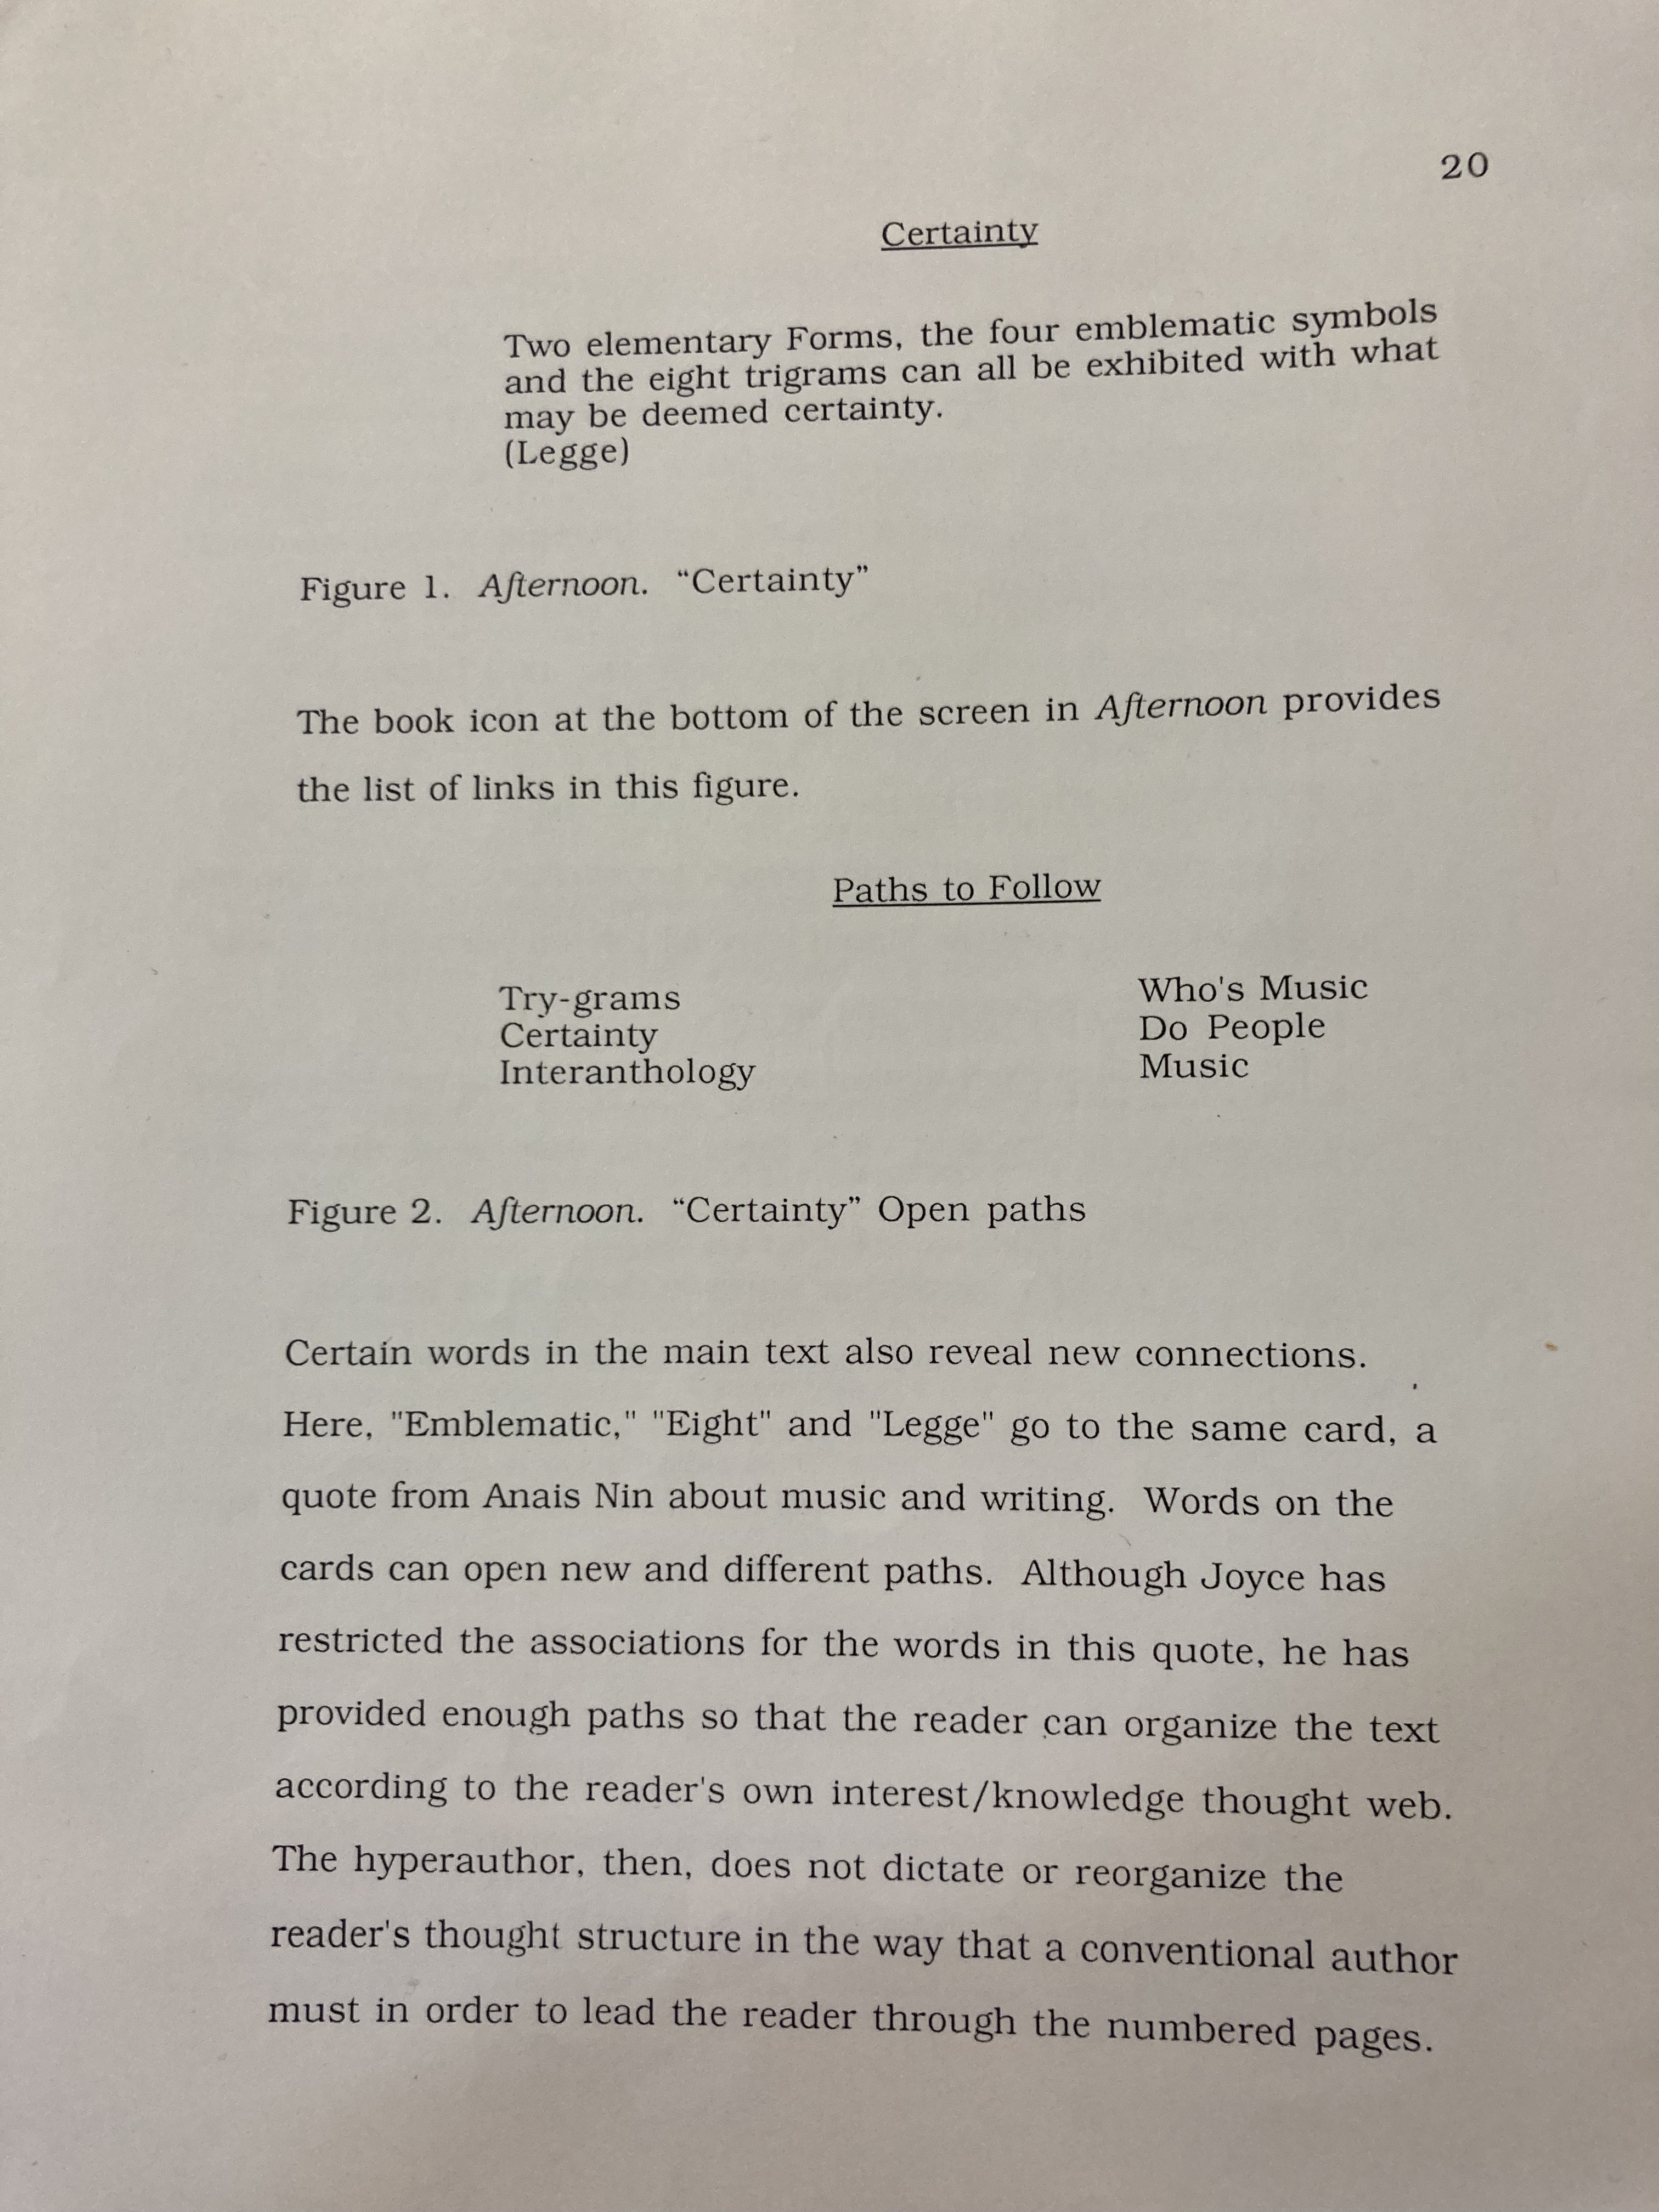 20
Certainty
Two elementary Forms, the four emblematic symbols
and the eight trigrams can all be exhibited with what
may be deemed certainty.
(Legge)
Figure 1. Afternoon. “Certainty”
The book icon at the bottom of the screen in Afternoon provides
the list of links in this figure.
Paths to Follow
Try-grams
Certainty
Interanthology
Who's Music
Do People
Music
Figure 2. Afternoon. “Certainty” Open paths
Certain words in the main text also reveal new connections.
Here, "Emblematic," "Eight" and "Legge" go to the same card, a
quote from Anais Nin about music and writing. Words on the
cards can open new and different paths. Although Joyce has
restricted the associations for the words in this quote, he has
provided enough paths so that the reader can organize the text
according to the reader's own interest/knowledge thought web.
The hyperauthor, then, does not dictate or reorganize the
reader's thought structure in the way that a conventional author
must in order to lead the reader through the numbered pages.